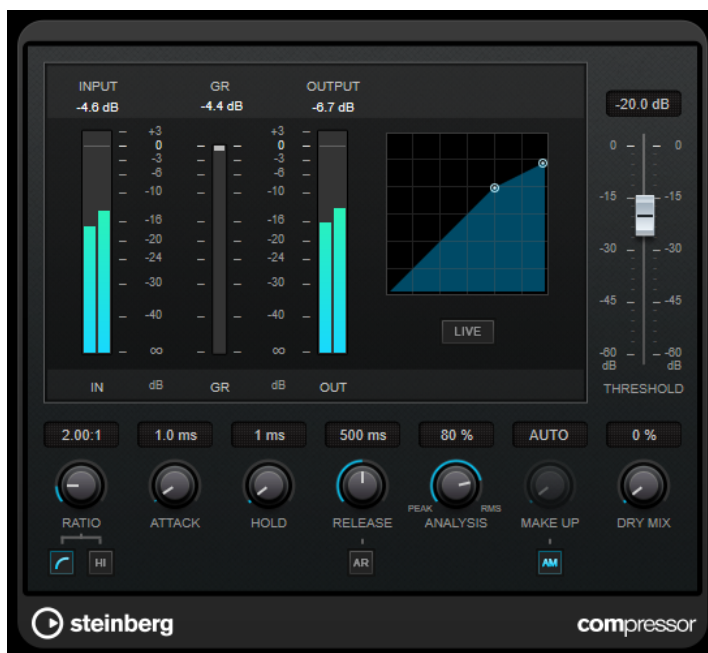 INPUT GR OUTPUT
-4.6 dB -4.4 dB -6.7 dB
-20.0 dB
+3 +3
0 0 0 0
-3 -3
-6 -6
-10 -10
-15 -15
-16 -16
-20 -20
-24 -24
-30 -30
-30 -30
-40 -40
-45 -45
∞ ∞
-60 -60
dB dB
IN dB GR dB OUT
LIVE
THRESHOLD
2.00:1 1.0 ms 1 ms 500 ms 80 % AUTO 0 %
PEAK RMS
RATIO ATTACK HOLD RELEASE ANALYSIS MAKE UP DRY MIX
HI AR AM
steinberg compressor